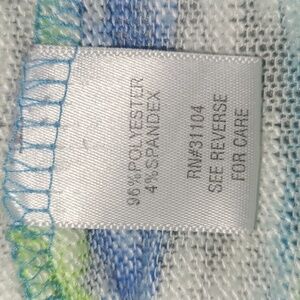 96%POLYESTER
4%SPANDEX
RN#31104
SEE REVERSE
FOR CARE